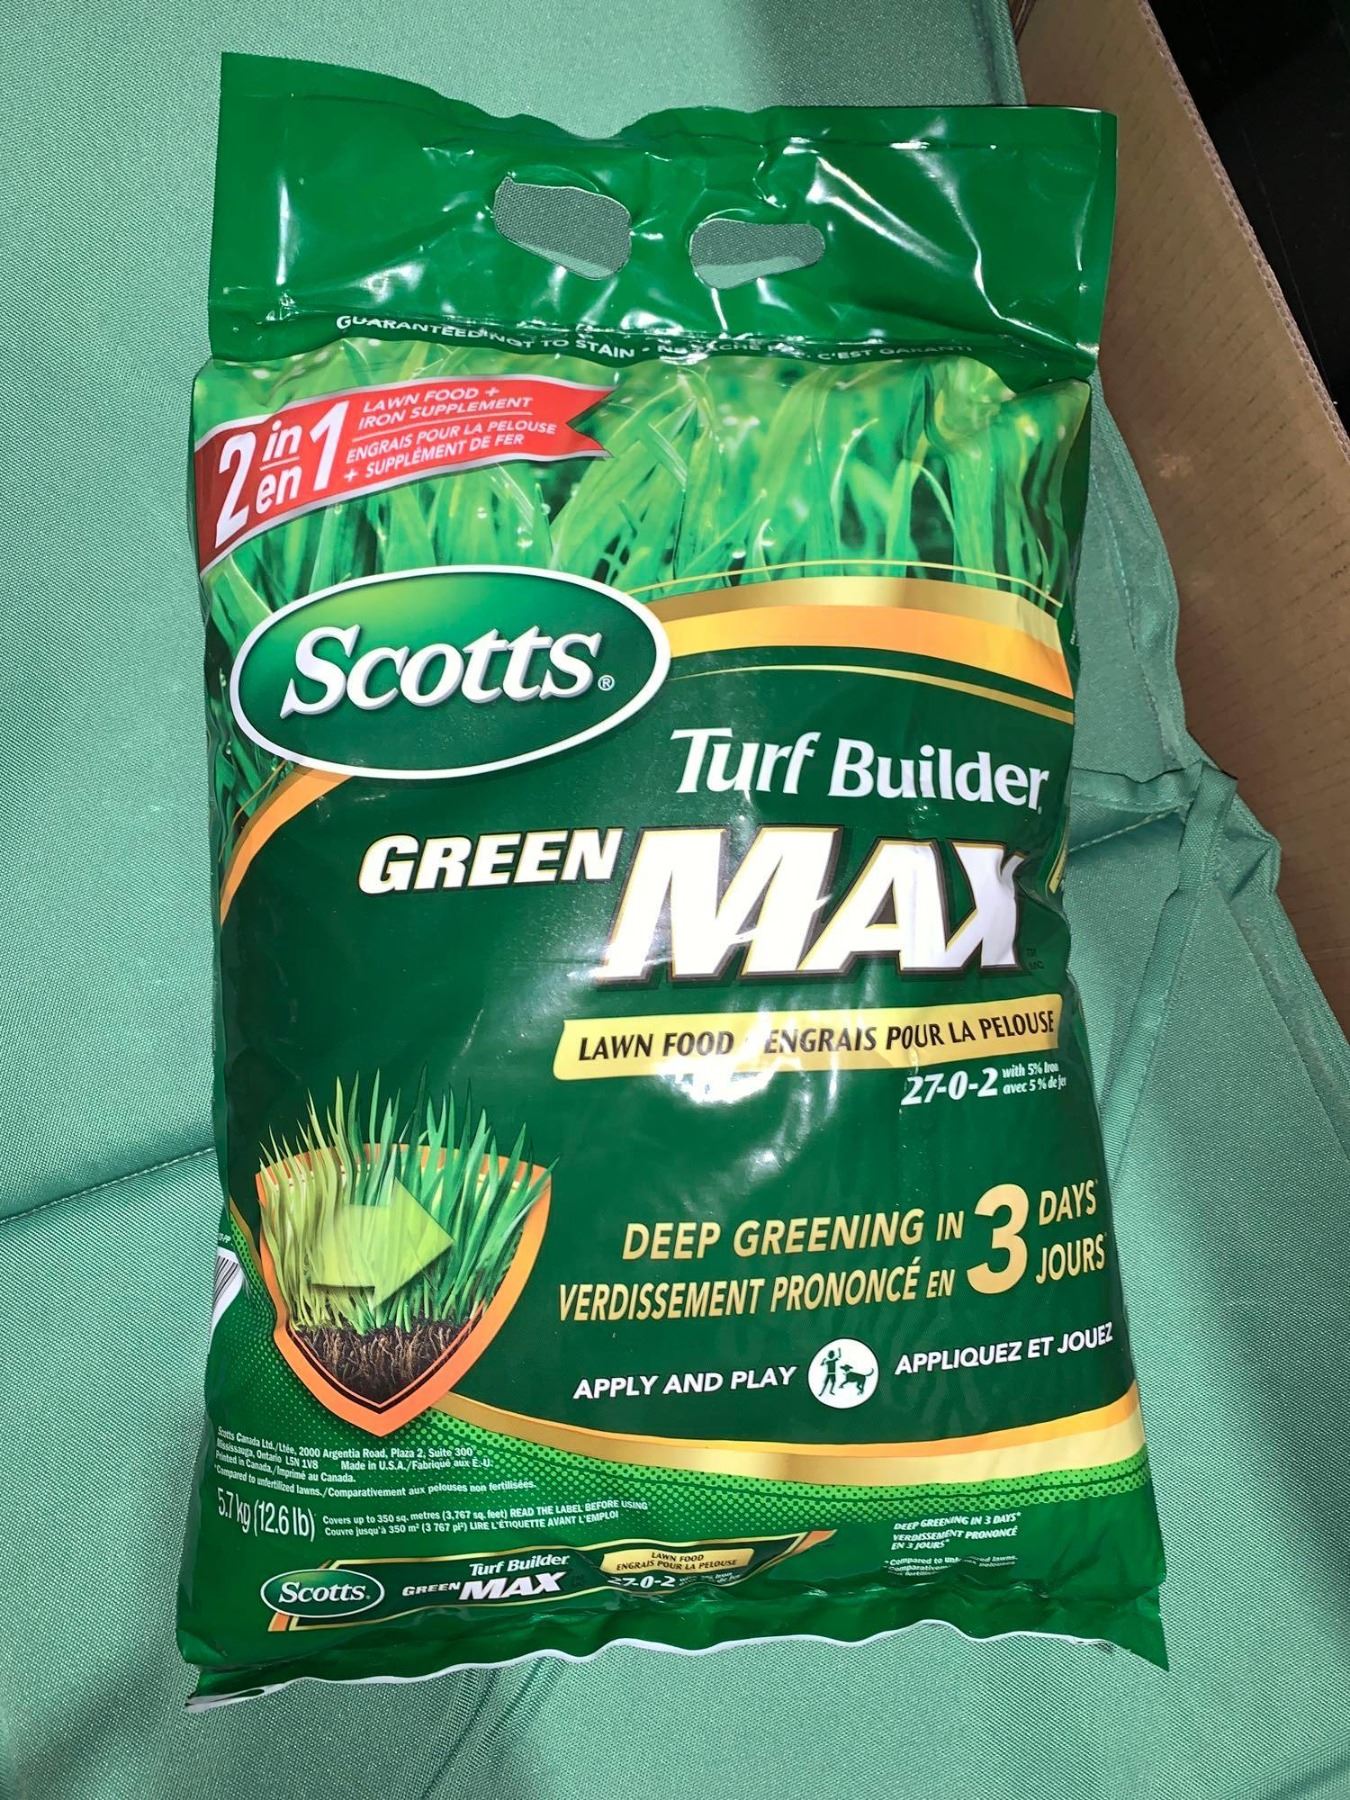 GUARANTEED NOT TO STAIN • C'EST GARANTI
2 in en 1
LAWN FOOD +
IRON SUPPLEMENT
ENGRAIS POUR LA PELOUSE
+ SUPPLÉMENT DE FER
Scotts®
Turf Builder
GREEN MAX
LAWN FOOD ENGRAIS POUR LA PELOUSE
27-0-2 with 5% Iron
avec 5 % de fer
DEEP GREENING IN 3 DAYS*
VERDISSEMENT PRONONCÉ EN 3 JOURS*
APPLY AND PLAY APPLIQUEZ ET JOUEZ
Scotts Canada Ltd./Ltée, 2000 Argentia Road, Plaza 2, Suite 300
Mississauga, Ontario L5N 1V8 Made in U.S.A./Fabriqué aux É.-U.
Printed in Canada./Imprimé au Canada.
*Compared to unfertilized lawns./Comparativement aux pelouses non fertilisées.
5.7 kg (12.6 lb)
Covers up to 350 sq. metres (3,767 sq. feet) READ THE LABEL BEFORE USING
Couvre jusqu'à 350 m² (3 767 pi²) LIRE L'ÉTIQUETTE AVANT L'EMPLOI
Scotts®
Turf Builder
GREEN MAX
LAWN FOOD
ENGRAIS POUR LA PELOUSE
27-0-2
DEEP GREENING IN 3 DAYS*
VERDISSEMENT PRONONCÉ
EN 3 JOURS*
*Compared to lawns.